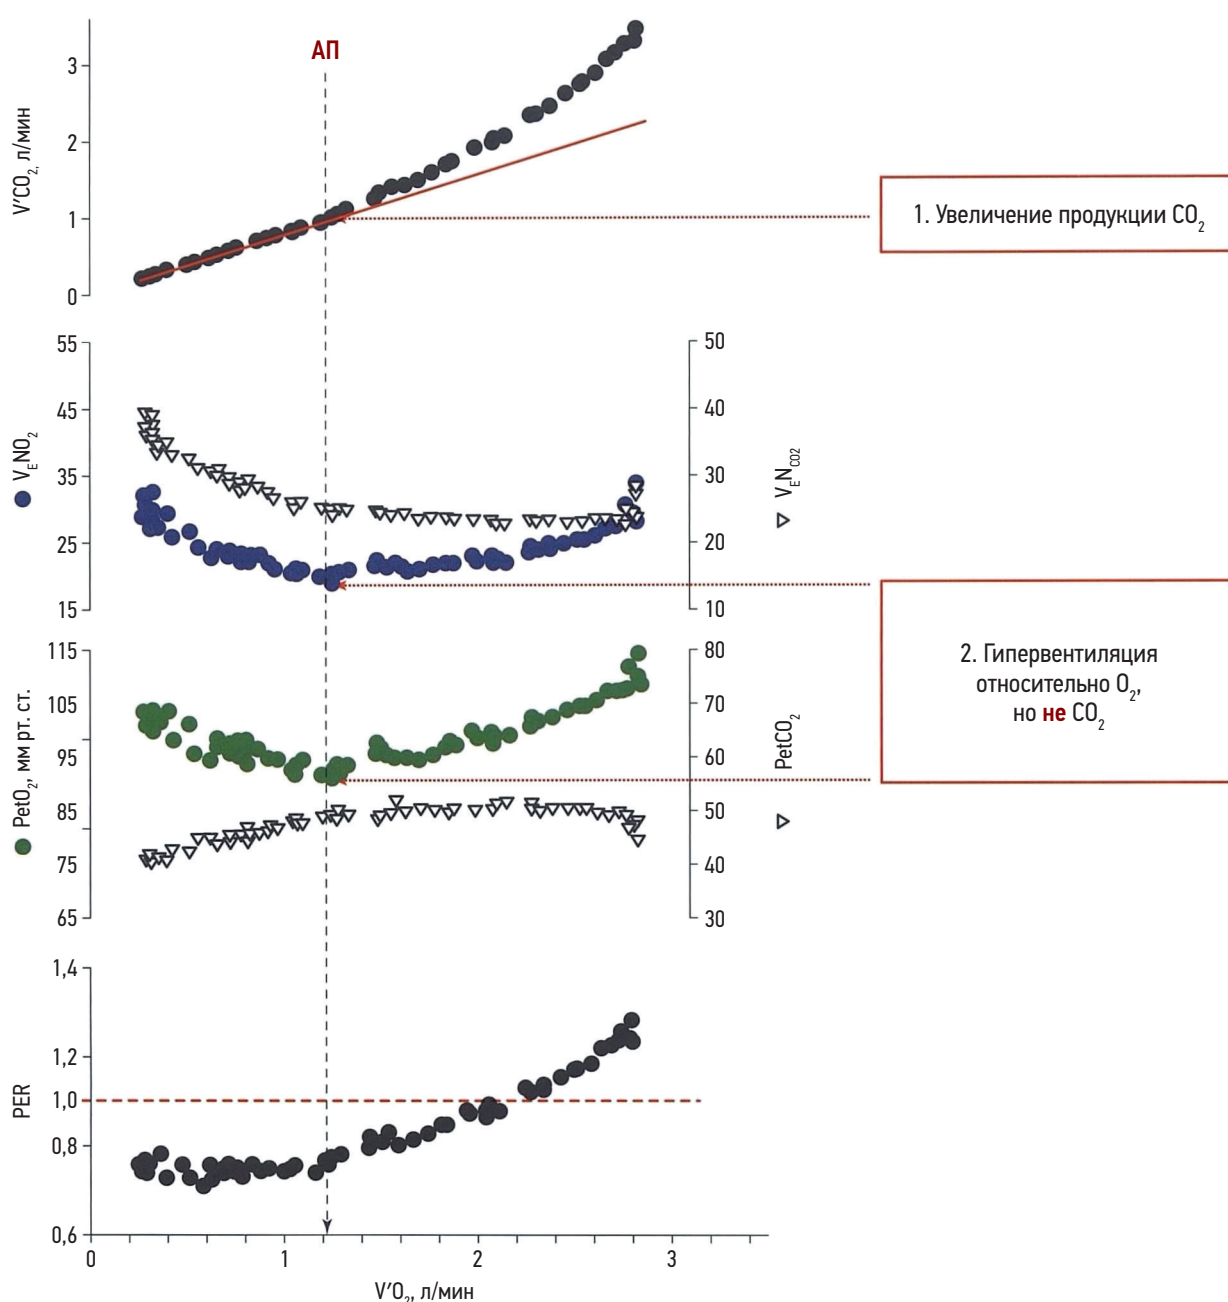 АП
V′CO₂, л/мин
3
2
1
0
1. Увеличение продукции CO₂
VENO₂
55
45
35
25
15
50
40
30
20
10
VENCO2
PetO₂, мм рт. ст.
115
105
95
85
75
65
80
70
60
50
40
30
PetCO₂
2. Гипервентиляция
относительно O₂,
но не CO₂
PER
1,4
1,2
1,0
0,8
0,6
0
1
2
3
V′O₂, л/мин